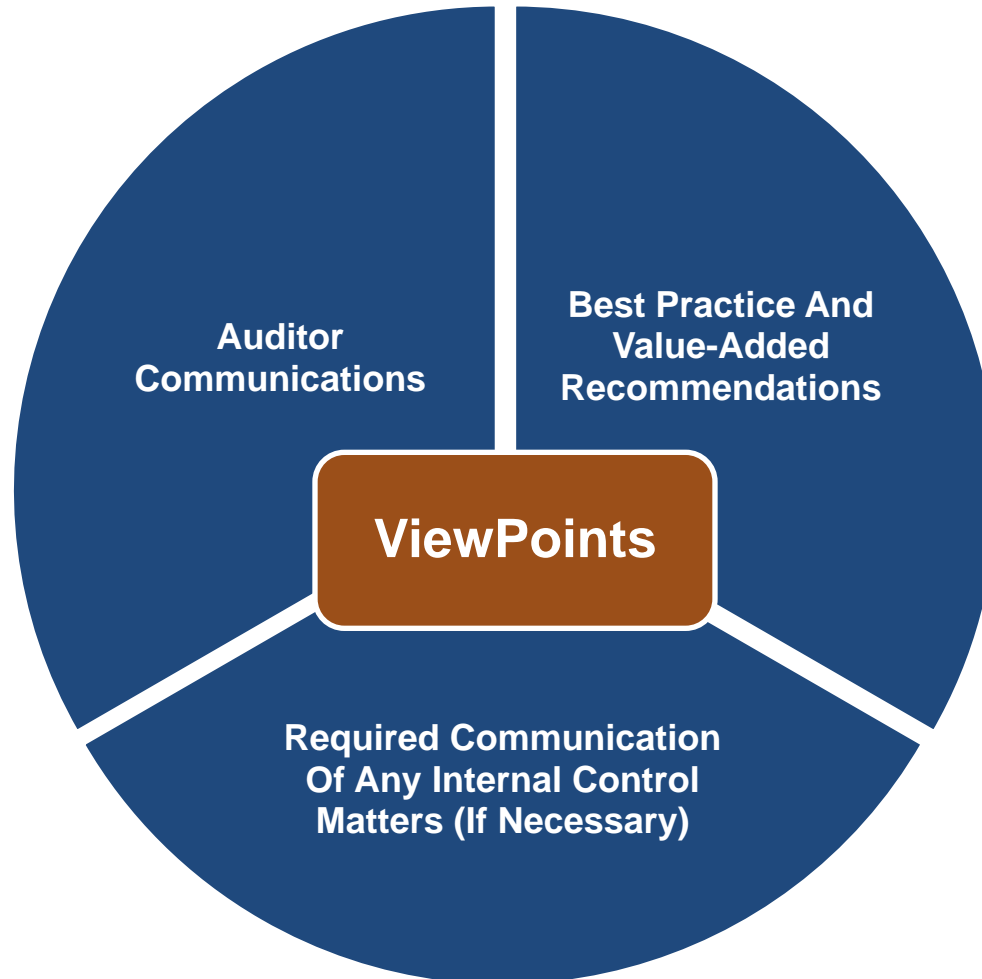 Auditor
Communications
Best Practice And
Value-Added
Recommendations
ViewPoints
Required Communication
Of Any Internal Control
Matters (If Necessary)